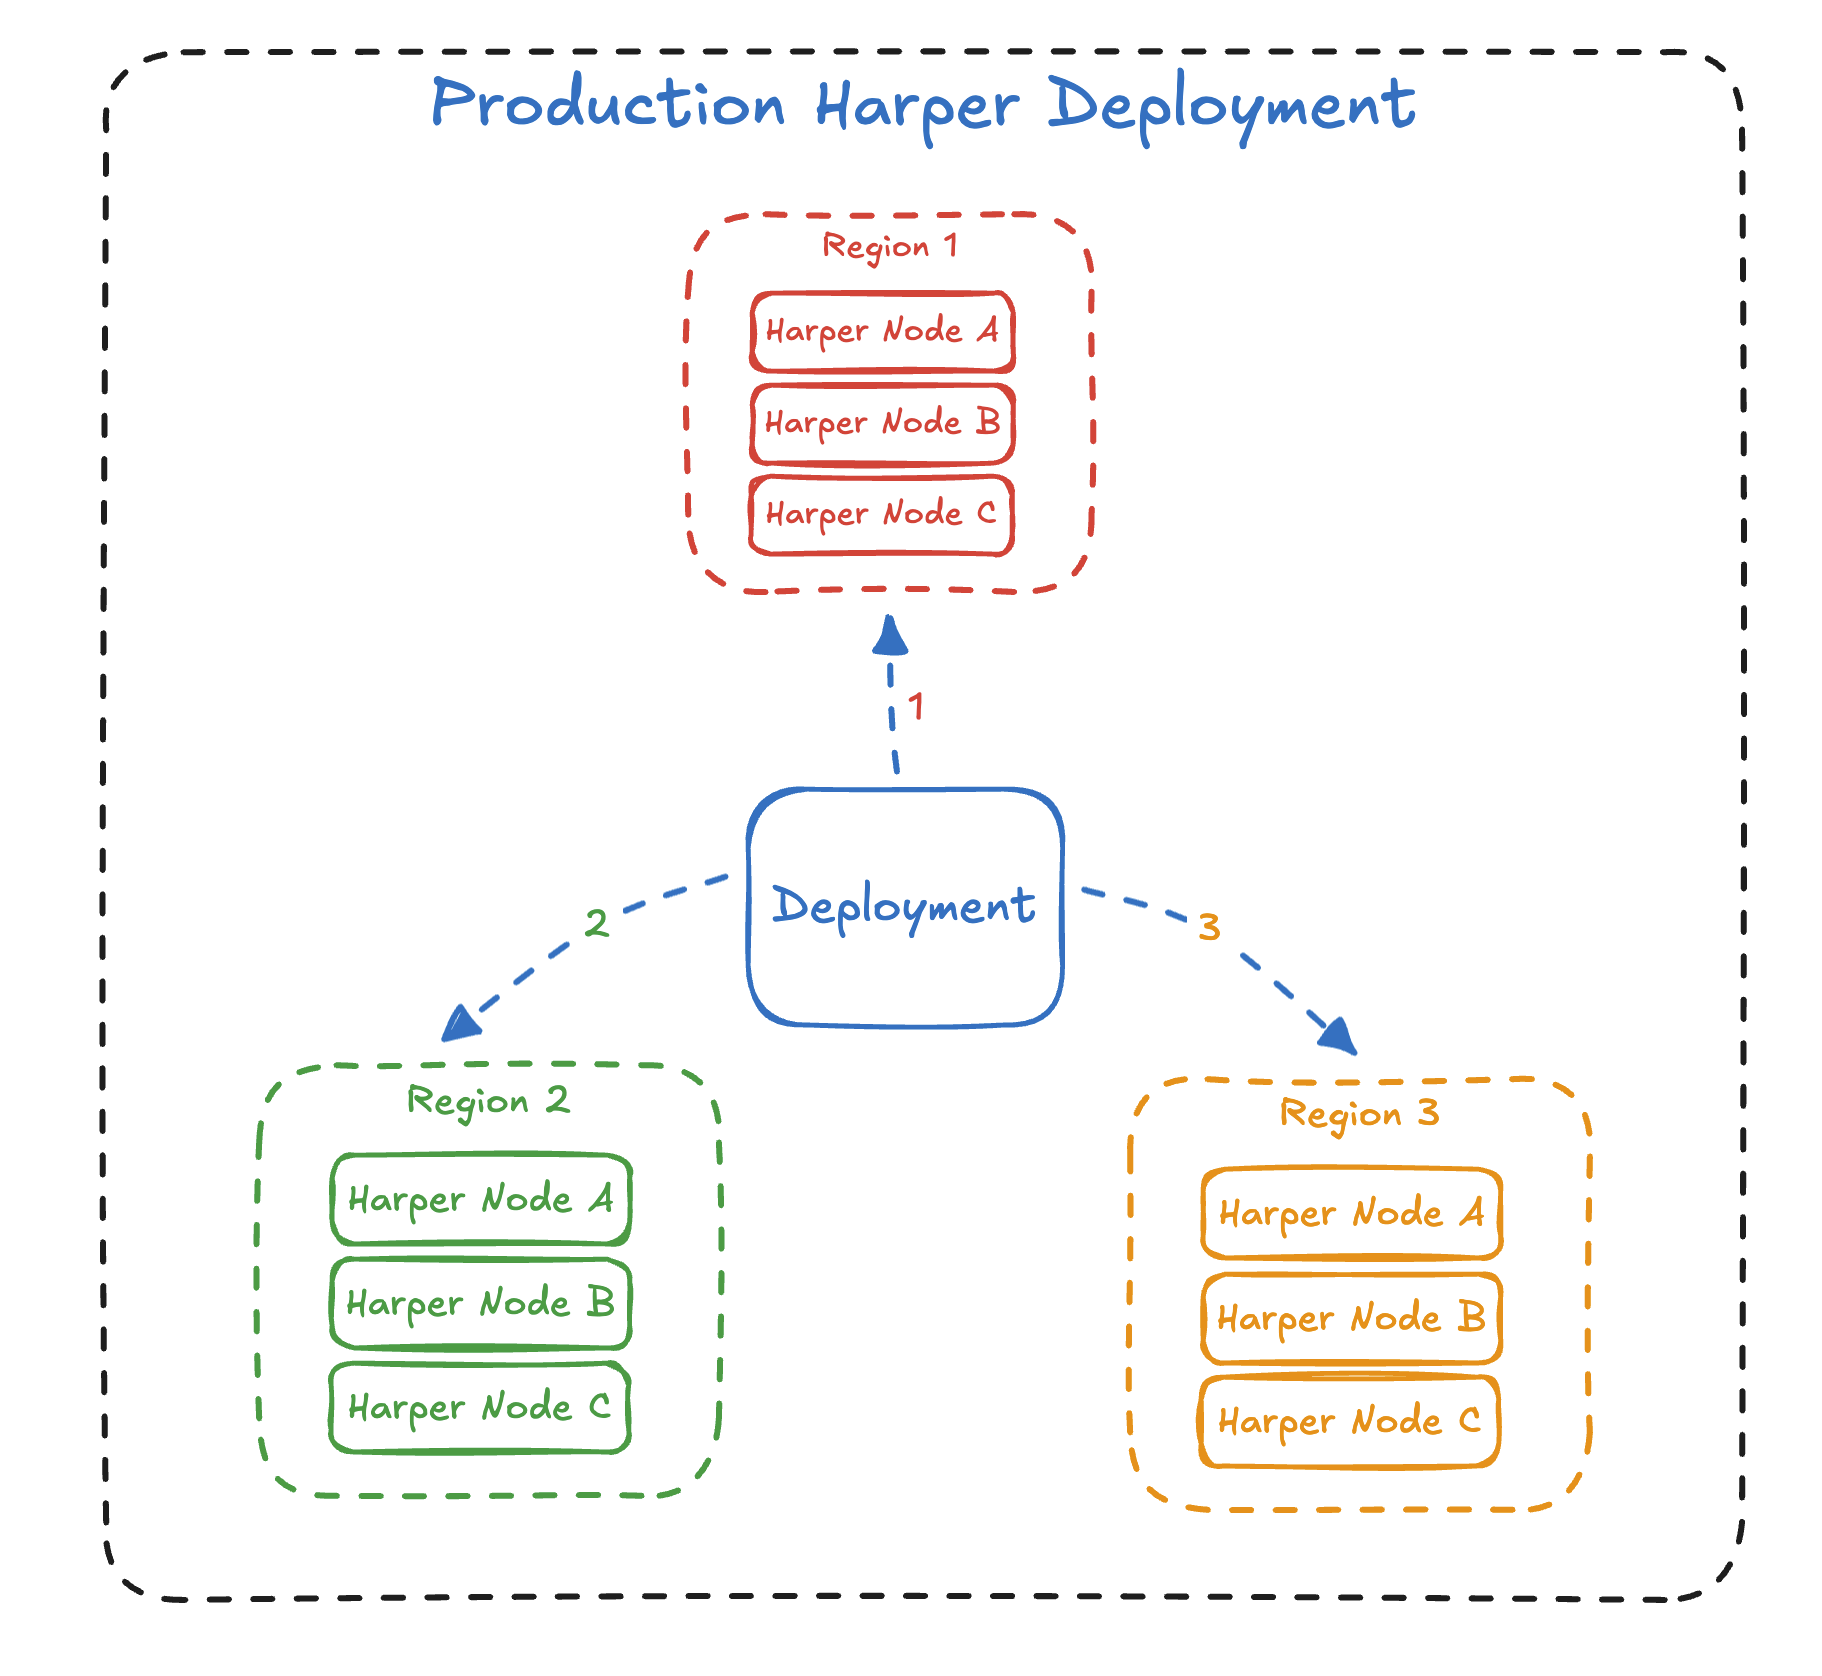 Production Harper Deployment
Region 1
Harper Node A
Harper Node B
Harper Node C
1
Deployment
2
3
Region 2
Harper Node A
Harper Node B
Harper Node C
Region 3
Harper Node A
Harper Node B
Harper Node C